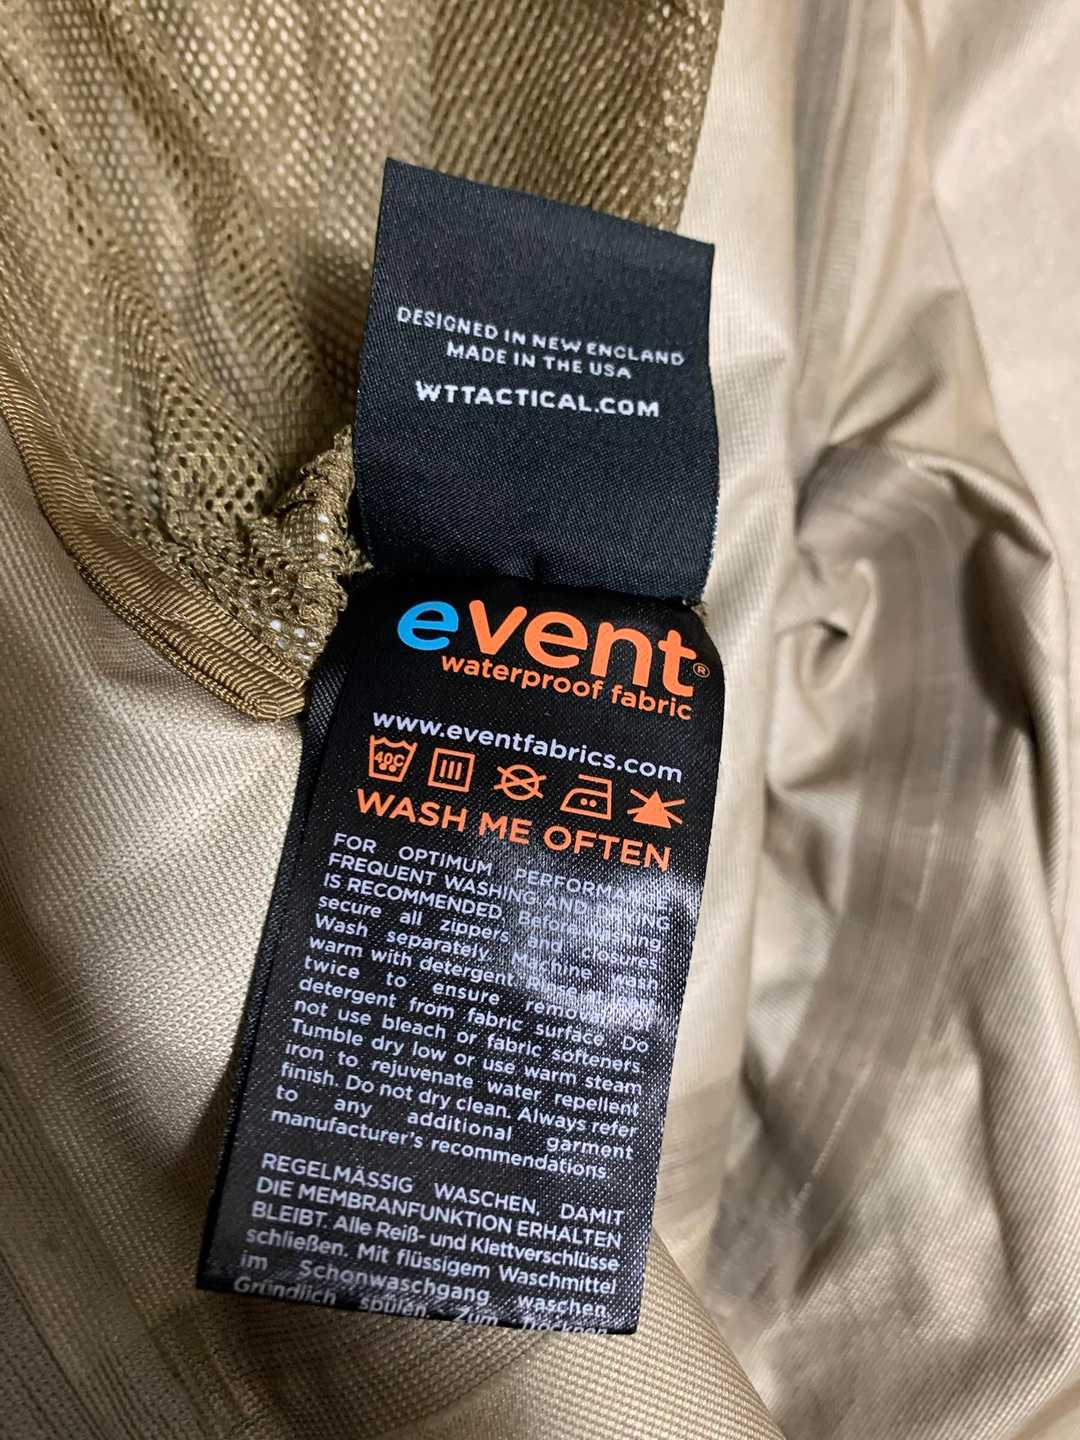 DESIGNED IN NEW ENGLAND
MADE IN THE USA
WTTACTICAL.COM
event®
waterproof fabric
www.eventfabrics.com
40C
WASH ME OFTEN
FOR OPTIMUM PERFORMANCE
FREQUENT WASHING AND DRYING
IS RECOMMENDED. Before washing
secure all zippers and closures
Wash separately. Machine wash
warm with detergent.
twice to ensure
detergent from fabric surface. Do
not use bleach or fabric softeners.
Tumble dry low or use warm steam
iron to rejuvenate water repellent
finish. Do not dry clean. Always refer
to any additional garment
manufacturer's recommendations.
REGELMÄSSIG WASCHEN, DAMIT
DIE MEMBRANFUNKTION ERHALTEN
BLEIBT. Alle Reiß- und Klettverschlüsse
schließen. Mit flüssigem Waschmittel
im Schonwaschgang waschen.
Gründlich spülen. Zum Trocknen